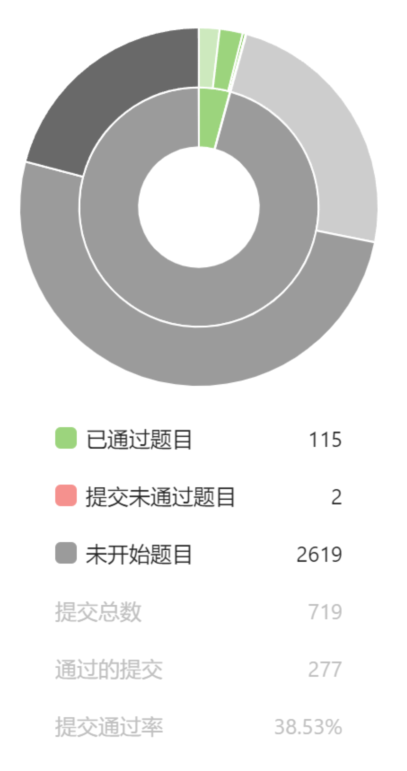 已通过题目 115
提交未通过题目 2
未开始题目 2619
提交总数 719
通过的提交 277
提交通过率 38.53%